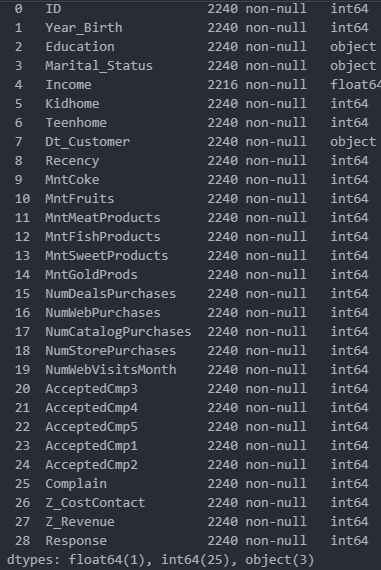 0 ID 2240 non-null int64
1 Year_Birth 2240 non-null int64
2 Education 2240 non-null object
3 Marital_Status 2240 non-null object
4 Income 2216 non-null float64
5 Kidhome 2240 non-null int64
6 Teenhome 2240 non-null int64
7 Dt_Customer 2240 non-null object
8 Recency 2240 non-null int64
9 MntCoke 2240 non-null int64
10 MntFruits 2240 non-null int64
11 MntMeatProducts 2240 non-null int64
12 MntFishProducts 2240 non-null int64
13 MntSweetProducts 2240 non-null int64
14 MntGoldProds 2240 non-null int64
15 NumDealsPurchases 2240 non-null int64
16 NumWebPurchases 2240 non-null int64
17 NumCatalogPurchases 2240 non-null int64
18 NumStorePurchases 2240 non-null int64
19 NumWebVisitsMonth 2240 non-null int64
20 AcceptedCmp3 2240 non-null int64
21 AcceptedCmp4 2240 non-null int64
22 AcceptedCmp5 2240 non-null int64
23 AcceptedCmp1 2240 non-null int64
24 AcceptedCmp2 2240 non-null int64
25 Complain 2240 non-null int64
26 Z_CostContact 2240 non-null int64
27 Z_Revenue 2240 non-null int64
28 Response 2240 non-null int64
dtypes: float64(1), int64(25), object(3)